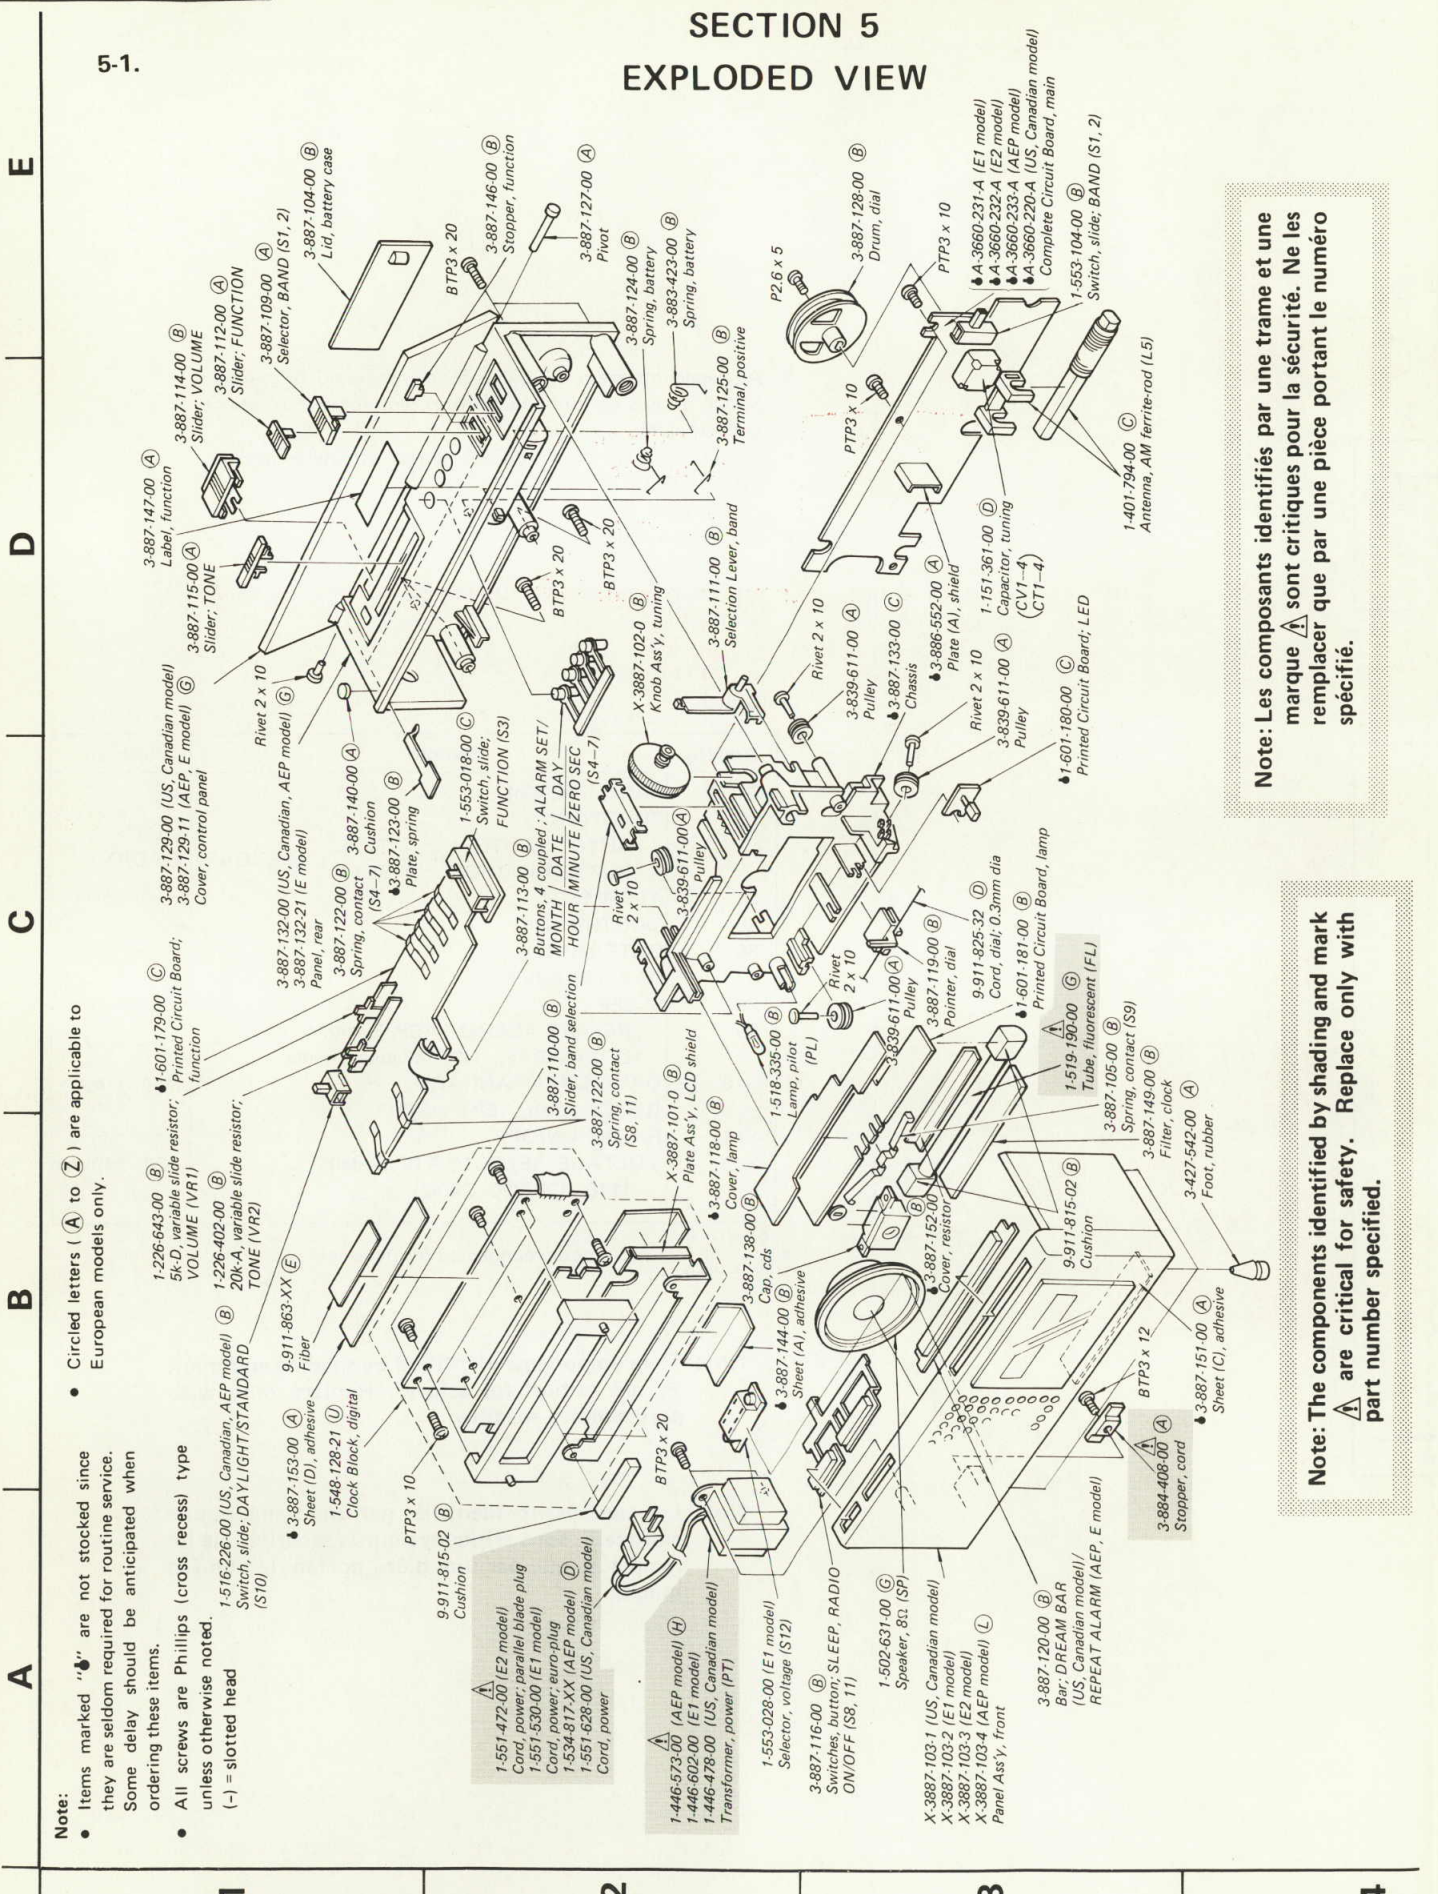 SECTION 5
EXPLODED VIEW
5-1.
A
B
C
D
E
1
2
3
4
Note:
• Items marked "" are not stocked since
they are seldom required for routine service.
Some delay should be anticipated when
ordering these items.
• All screws are Phillips (cross recess) type
unless otherwise noted.
(-) = slotted head
• Circled letters ( Ⓐ to Ⓩ ) are applicable to
European models only.
3-887-147-00 Ⓐ
Label, function
3-887-115-00 Ⓐ
Slider; TONE
3-887-114-00 Ⓑ
Slider; VOLUME
3-887-112-00 Ⓐ
Slider; FUNCTION
3-887-109-00 Ⓐ
Selector, BAND (S1, 2)
3-887-104-00 Ⓑ
Lid, battery case
BTP3 x 20
3-887-146-00 Ⓑ
Stopper, function
3-887-127-00 Ⓐ
Pivot
3-887-124-00 Ⓑ
Spring, battery
3-883-423-00 Ⓑ
Spring, battery
3-887-125-00 Ⓑ
Terminal, positive
BTP3 x 20
BTP3 x 20
3-887-129-00 (US, Canadian model)
3-887-129-11 (AEP, E model) Ⓖ
Cover, control panel
Rivet 2 x 10
3-887-132-00 (US, Canadian, AEP model) Ⓖ
3-887-132-21 (E model)
Panel, rear
3-887-140-00 Ⓐ
Cushion
3-887-122-00 Ⓑ
Spring, contact
(S4–7)
3-887-123-00 Ⓑ
Plate, spring
1-553-018-00 Ⓒ
Switch, slide;
FUNCTION (S3)
3-887-113-00 Ⓑ
Buttons, 4 coupled ; ALARM SET/
MONTH / DATE / DAY
HOUR / MINUTE / ZERO SEC
(S4–7)
X-3887-102-0 Ⓑ
Knob Ass'y, tuning
3-887-111-00 Ⓑ
Selection Lever, band
1-601-179-00 Ⓒ
Printed Circuit Board;
function
1-226-643-00 Ⓑ
5k-D, variable slide resistor;
VOLUME (VR1)
1-226-402-00 Ⓑ
20k-A, variable slide resistor;
TONE (VR2)
1-516-226-00 (US, Canadian, AEP model) Ⓑ
Switch, slide; DAYLIGHT/STANDARD
(S10)
9-911-863-XX Ⓔ
Fiber
3-887-153-00 Ⓐ
Sheet (D), adhesive
1-548-128-21 Ⓤ
Clock Block, digital
PTP3 x 10
9-911-815-02 Ⓑ
Cushion
3-887-110-00 Ⓑ
Slider, band selection
3-887-122-00 Ⓑ
Spring, contact
(S8, 11)
X-3887-101-0 Ⓑ
Plate Ass'y, LCD shield
3-887-118-00 Ⓑ
Cover, lamp
Rivet
2 x 10
3-839-611-00 Ⓐ
Pulley
1-518-335-00 Ⓑ
Lamp, pilot
(PL)
P2.6 x 5
3-887-128-00 Ⓑ
Drum, dial
PTP3 x 10
PTP3 x 10
A-3660-231-A (E1 model)
A-3660-232-A (E2 model)
A-3660-233-A (AEP model)
A-3660-220-A (US, Canadian model)
Complete Circuit Board, main
1-553-104-00 Ⓑ
Switch, slide; BAND (S1, 2)
1-401-794-00 Ⓒ
Antenna, AM ferrite-rod (L5)
1-151-361-00 Ⓓ
Capacitor, tuning
(CV1–4)
(CT1–4)
3-886-552-00 Ⓐ
Plate (A), shield
Rivet 2 x 10
3-839-611-00 Ⓐ
Pulley
3-887-133-00 Ⓒ
Chassis
Rivet 2 x 10
3-839-611-00 Ⓐ
Pulley
1-601-180-00 Ⓒ
Printed Circuit Board; LED
Rivet
2 x 10
3-839-611-00 Ⓐ
Pulley
3-887-119-00 Ⓑ
Pointer, dial
9-911-825-32 Ⓓ
Cord, dial; 0.3mm dia
1-601-181-00 Ⓑ
Printed Circuit Board, lamp
⚠
1-519-190-00 Ⓖ
Tube, fluorescent (FL)
3-887-105-00 Ⓑ
Spring, contact (S9)
3-887-149-00 Ⓑ
Filter, clock
3-427-542-00 Ⓐ
Foot, rubber
3-887-138-00 Ⓑ
Cap, cds
3-887-144-00 Ⓑ
Sheet (A), adhesive
3-887-152-00 Ⓑ
Cover, resistor
9-911-815-02 Ⓑ
Cushion
BTP3 x 20
BTP3 x 12
3-887-151-00 Ⓐ
Sheet (C), adhesive
⚠
3-884-408-00 Ⓐ
Stopper, cord
⚠
1-551-472-00 (E2 model)
Cord, power; parallel blade plug
1-551-530-00 (E1 model)
Cord, power; euro-plug
1-534-817-XX (AEP model) Ⓓ
1-551-628-00 (US, Canadian model)
Cord, power
⚠
1-446-573-00 (AEP model) Ⓗ
1-446-602-00 (E1 model)
1-446-478-00 (US, Canadian model)
Transformer, power (PT)
1-553-028-00 (E1 model)
Selector, voltage (S12)
3-887-116-00 Ⓑ
Switches, button; SLEEP, RADIO
ON/OFF (S8, 11)
1-502-631-00 Ⓖ
Speaker, 8Ω (SP)
X-3887-103-1 (US, Canadian model)
X-3887-103-2 (E1 model)
X-3887-103-3 (E2 model)
X-3887-103-4 (AEP model) Ⓛ
Panel Ass'y, front
3-887-120-00 Ⓑ
Bar; DREAM BAR
(US, Canadian model)/
REPEAT ALARM (AEP, E model)
Note: The components identified by shading and mark
⚠ are critical for safety. Replace only with
part number specified.
Note: Les composants identifiés par une trame et une
marque ⚠ sont critiques pour la sécurité. Ne les
remplacer que par une pièce portant le numéro
spécifié.